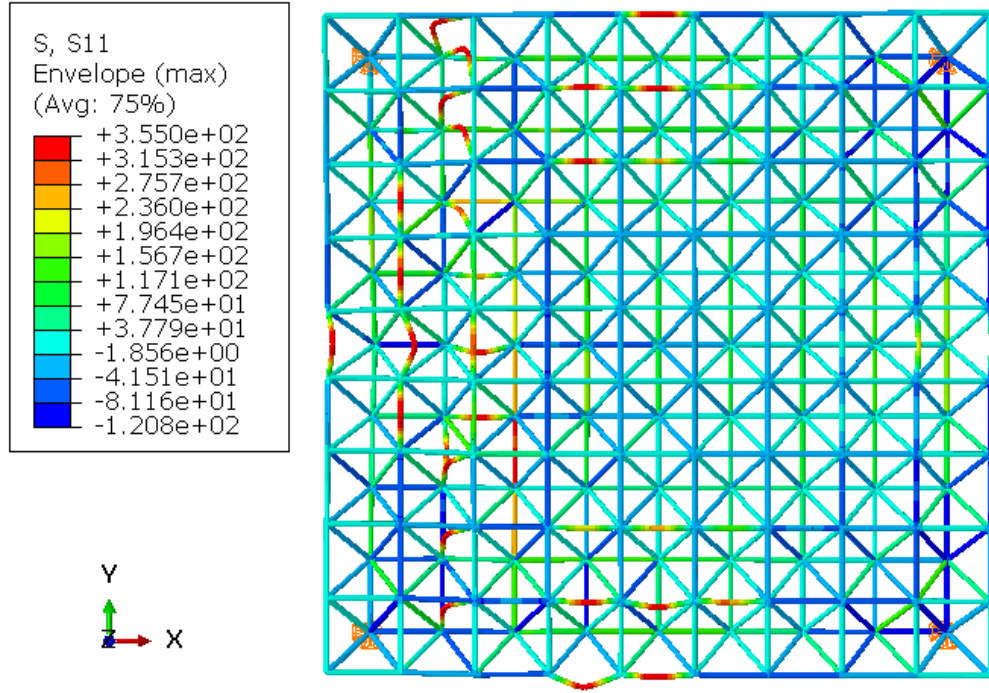 S, S11
Envelope (max)
(Avg: 75%)
+3.550e+02
+3.153e+02
+2.757e+02
+2.360e+02
+1.964e+02
+1.567e+02
+1.171e+02
+7.745e+01
+3.779e+01
-1.856e+00
-4.151e+01
-8.116e+01
-1.208e+02
Y
Z
X